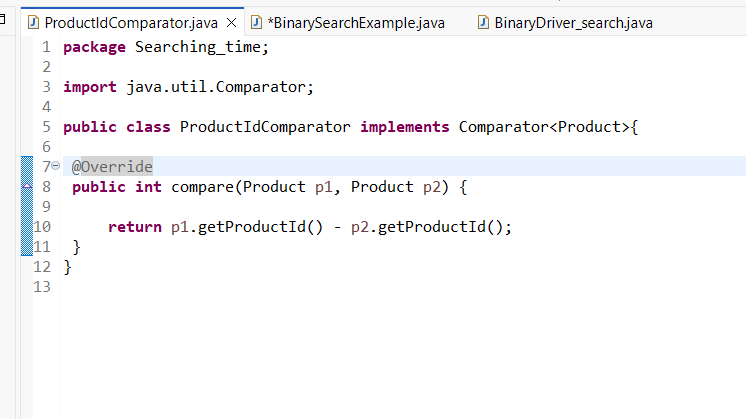 ProductIdComparator.java *BinarySearchExample.java BinaryDriver_search.java
1 package Searching_time;
2
3 import java.util.Comparator;
4
5 public class ProductIdComparator implements Comparator<Product>{
6
7 @Override
8 public int compare(Product p1, Product p2) {
9
10 return p1.getProductId() - p2.getProductId();
11 }
12 }
13